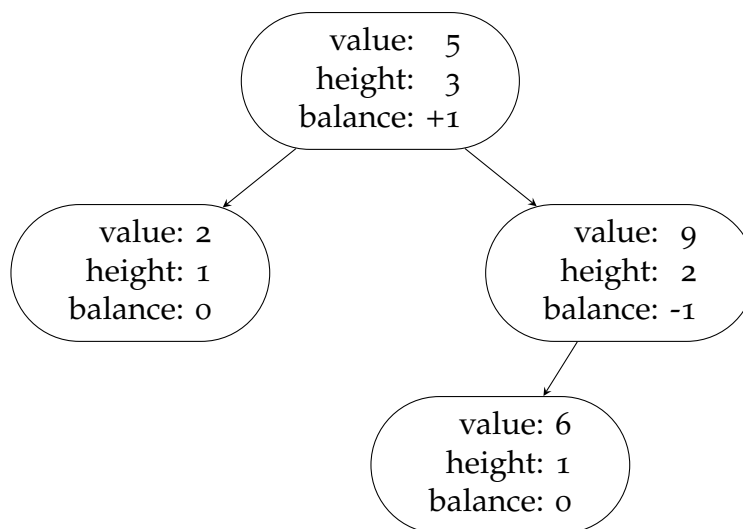 value: 5
height: 3
balance: +1
value: 2
height: 1
balance: 0
value: 9
height: 2
balance: -1
value: 6
height: 1
balance: 0